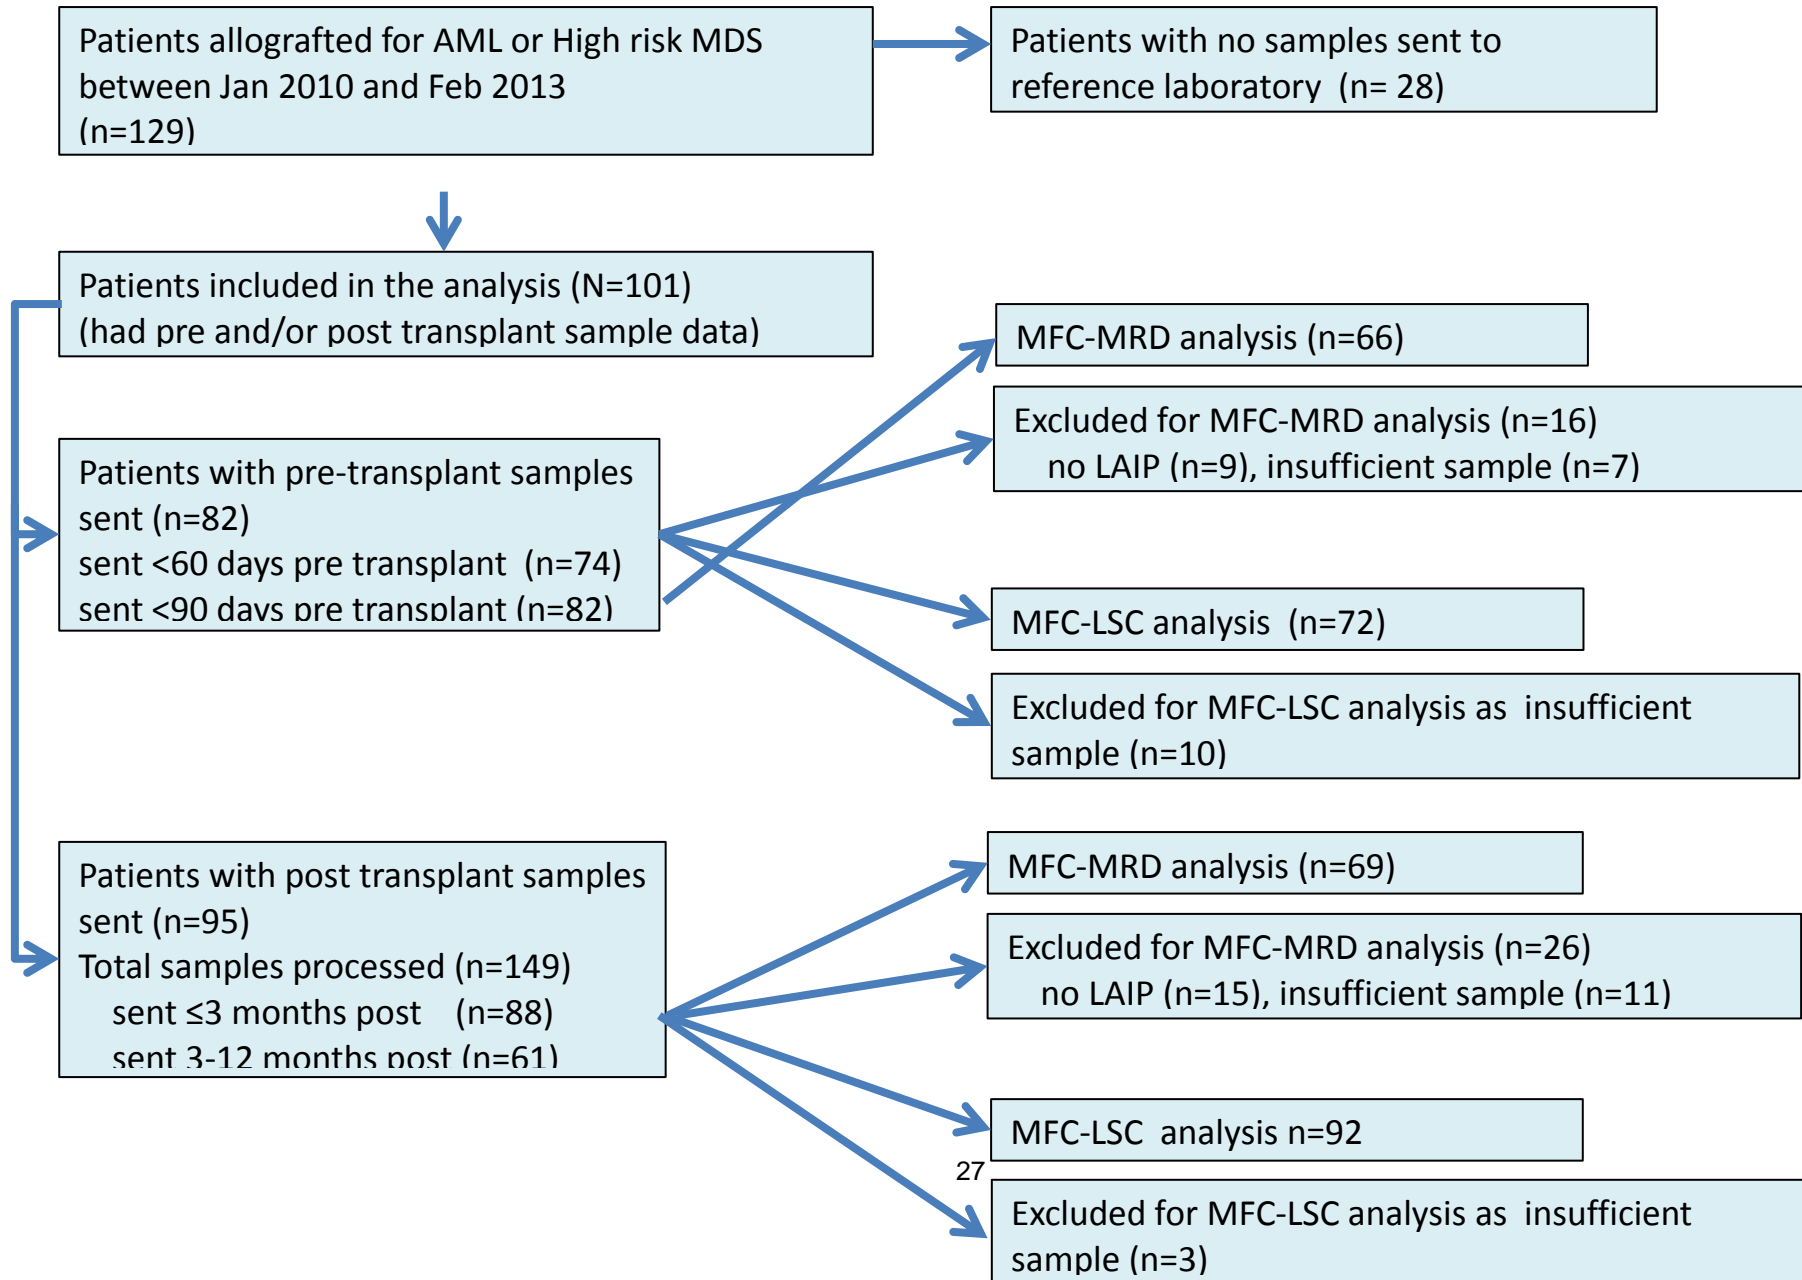 Patients allografted for AML or High risk MDS
between Jan 2010 and Feb 2013
(n=129)
Patients with no samples sent to
reference laboratory (n= 28)
Patients included in the analysis (N=101)
(had pre and/or post transplant sample data)
MFC-MRD analysis (n=66)
Excluded for MFC-MRD analysis (n=16)
no LAIP (n=9), insufficient sample (n=7)
Patients with pre-transplant samples
sent (n=82)
sent <60 days pre transplant (n=74)
sent <90 days pre transplant (n=82)
MFC-LSC analysis (n=72)
Excluded for MFC-LSC analysis as insufficient
sample (n=10)
Patients with post transplant samples
sent (n=95)
Total samples processed (n=149)
sent ≤3 months post (n=88)
sent 3-12 months post (n=61)
MFC-MRD analysis (n=69)
Excluded for MFC-MRD analysis (n=26)
no LAIP (n=15), insufficient sample (n=11)
MFC-LSC analysis n=92
27
Excluded for MFC-LSC analysis as insufficient
sample (n=3)